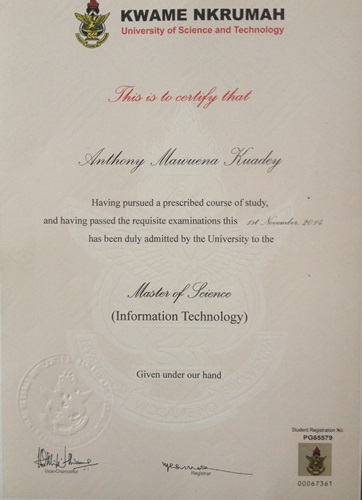 KWAME NKRUMAH
University of Science and Technology
This is to certify that
Anthony Mawuena Kuadey
Having pursued a prescribed course of study,
and having passed the requisite examinations this 1st November, 2014
has been duly admitted by the University to the
Master of Science
(Information Technology)
Given under our hand
Student Registration No.
PG65579
Vice-Chancellor
Registrar
00067361